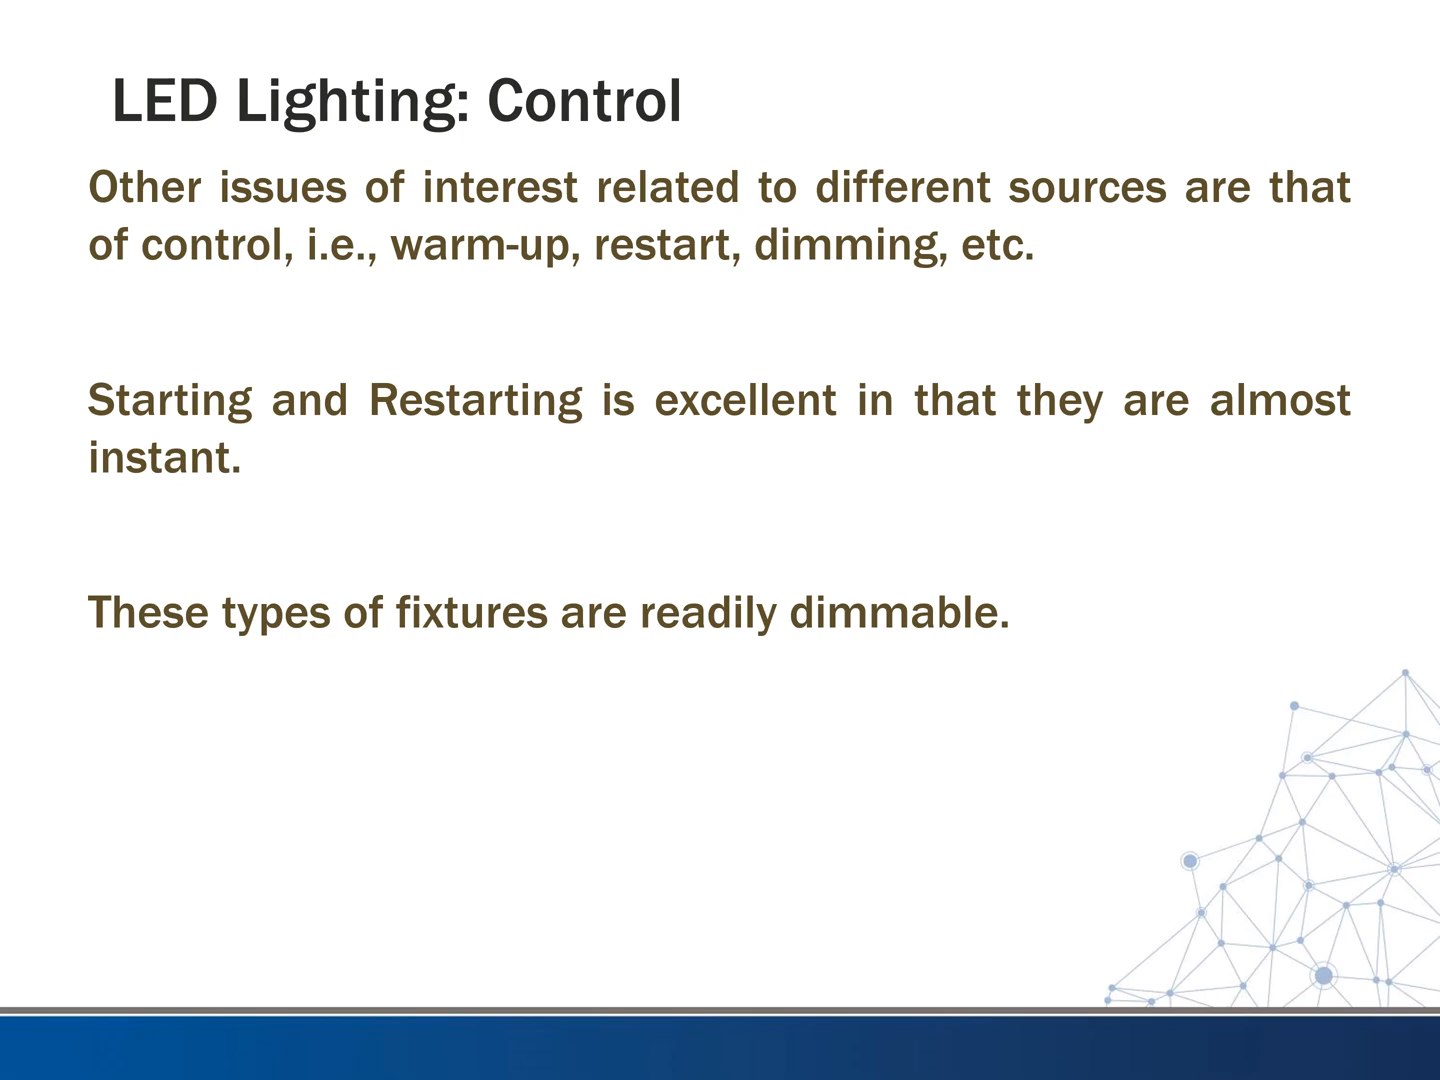 LED Lighting: Control
Other issues of interest related to different sources are that
of control, i.e., warm-up, restart, dimming, etc.
Starting and Restarting is excellent in that they are almost
instant.
These types of fixtures are readily dimmable.